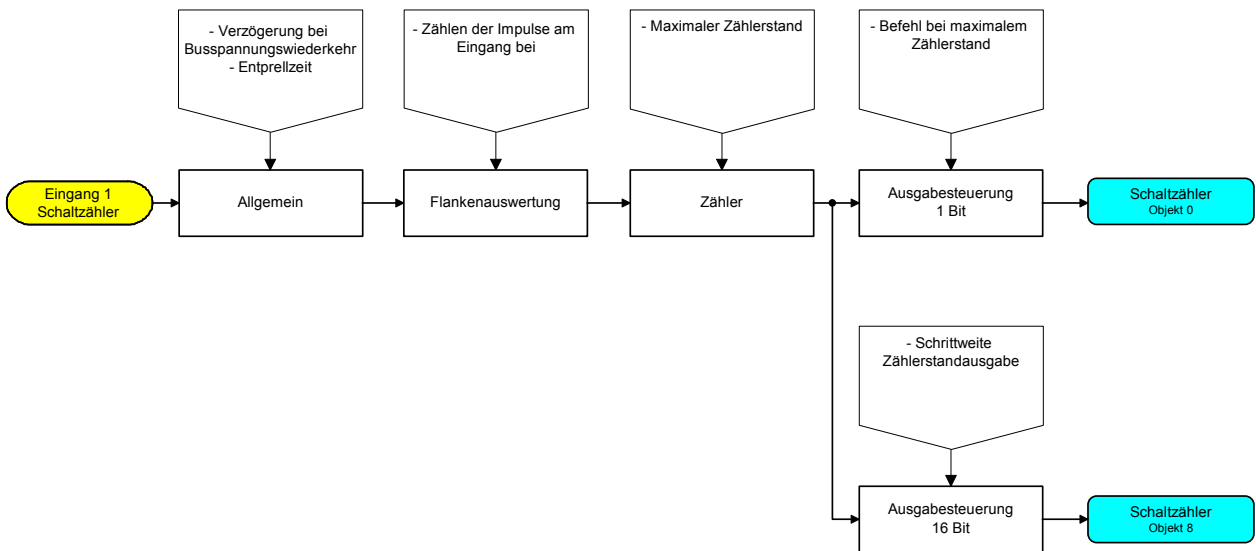 - Verzögerung bei
Busspannungswiederkehr
- Entprellzeit
- Zählen der Impulse am
Eingang bei
- Maximaler Zählerstand
- Befehl bei maximalem
Zählerstand
Eingang 1
Schaltzähler
Allgemein
Flankenauswertung
Zähler
Ausgabesteuerung
1 Bit
Schaltzähler
Objekt 0
- Schrittweite
Zählerstandausgabe
Ausgabesteuerung
16 Bit
Schaltzähler
Objekt 8